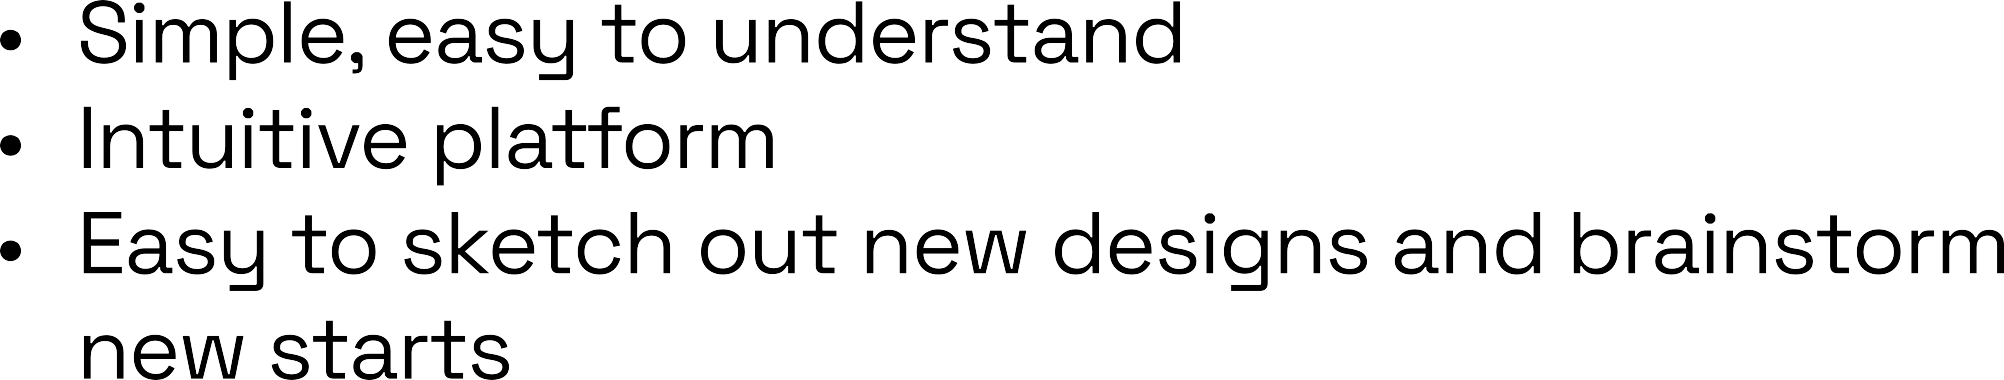 • Simple, easy to understand
• Intuitive platform
• Easy to sketch out new designs and brainstorm
new starts